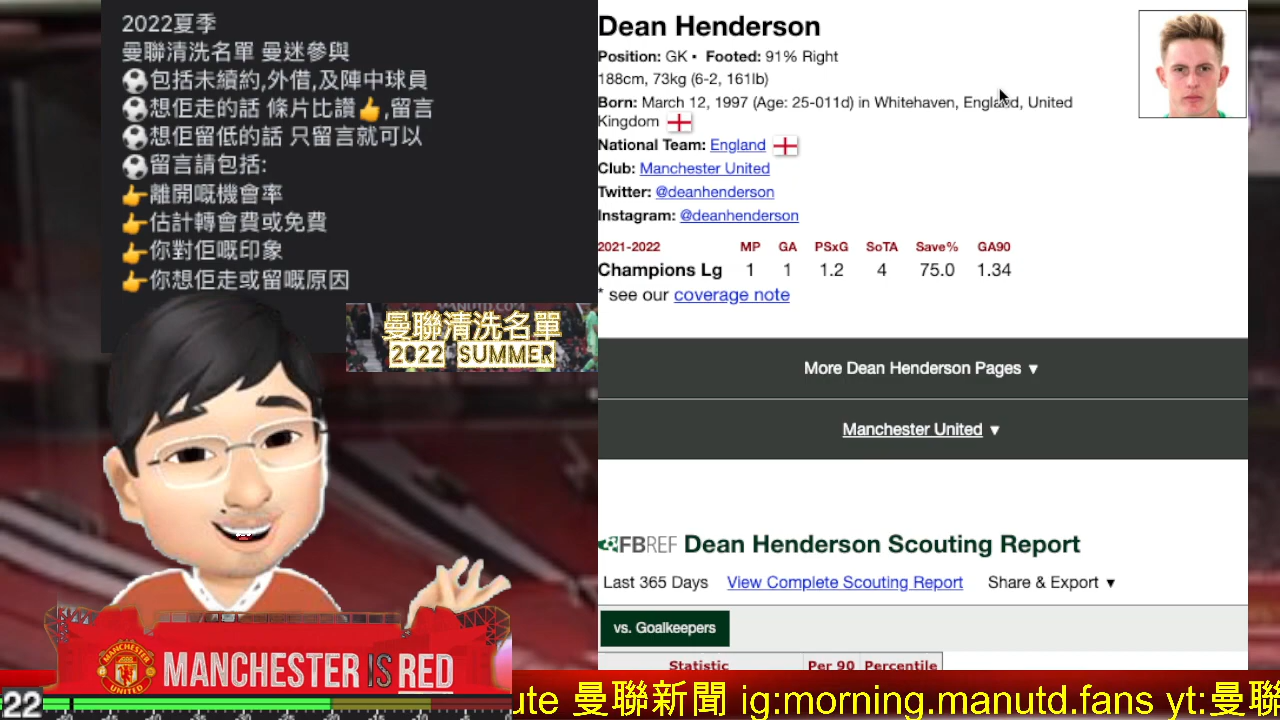 2022夏季
曼聯清洗名單 曼迷參與
⚽包括未續約,外借,及陣中球員
⚽想佢走的話 條片比讚👍,留言
⚽想佢留低的話 只留言就可以
⚽留言請包括:
👉離開嘅機會率
👉估計轉會費或免費
👉你對佢嘅印象
👉你想佢走或留嘅原因
曼聯清洗名單
2022 SUMMER
Dean Henderson
Position: GK ▪ Footed: 91% Right
188cm, 73kg (6-2, 161lb)
Born: March 12, 1997 (Age: 25-011d) in Whitehaven, England, United
Kingdom
National Team: England
Club: Manchester United
Twitter: @deanhenderson
Instagram: @deanhenderson
2021-2022 MP GA PSxG SoTA Save% GA90
Champions Lg 1 1 1.2 4 75.0 1.34
* see our coverage note
More Dean Henderson Pages ▼
Manchester United ▼
FBREF Dean Henderson Scouting Report
Last 365 Days View Complete Scouting Report Share & Export ▼
vs. Goalkeepers
Statistic Per 90 Percentile
MANCHESTER UNITED
MANCHESTER IS RED
22
ute 曼聯新聞 ig:morning.manutd.fans yt:曼聯